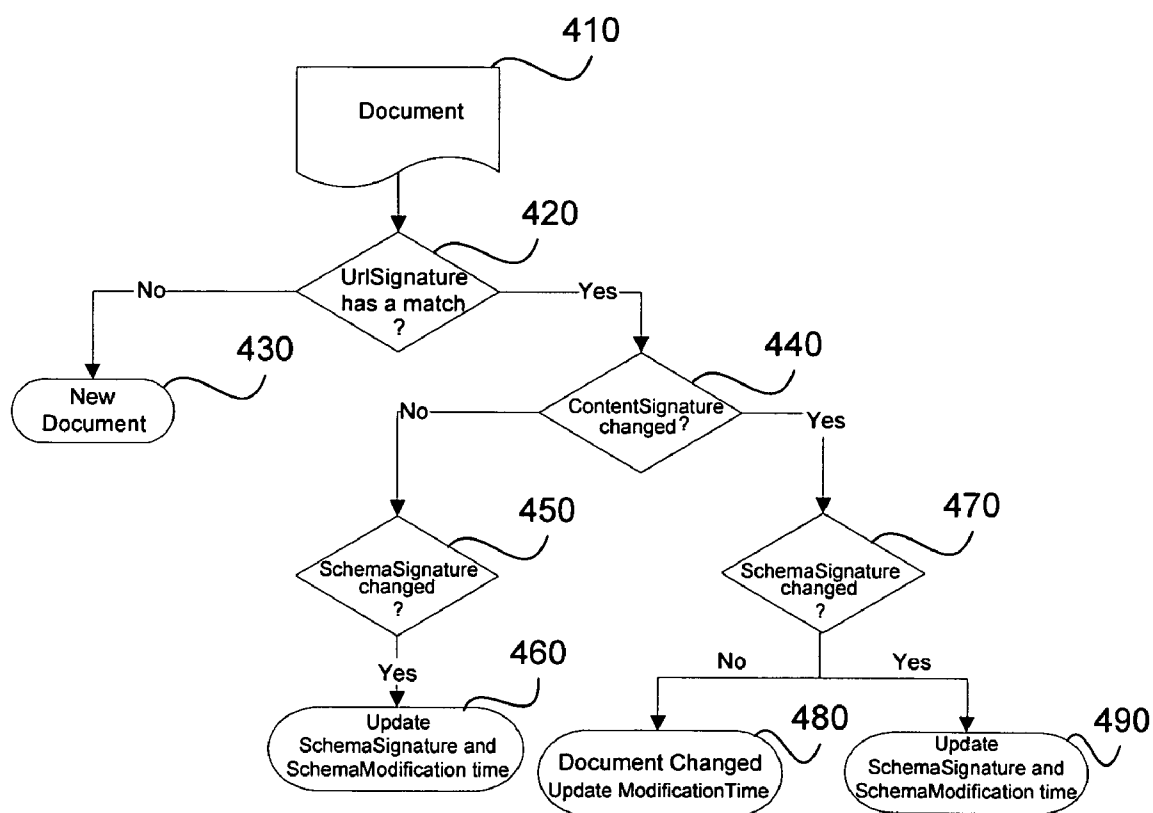 410
Document
420
UrlSignature
has a match
?
No
Yes
430
New
Document
440
ContentSignature
changed?
No
Yes
450
SchemaSignature
changed
?
470
SchemaSignature
changed
?
Yes
460
Update
SchemaSignature and
SchemaModification time
No
Yes
480
Document Changed
Update ModificationTime
490
Update
SchemaSignature and
SchemaModification time